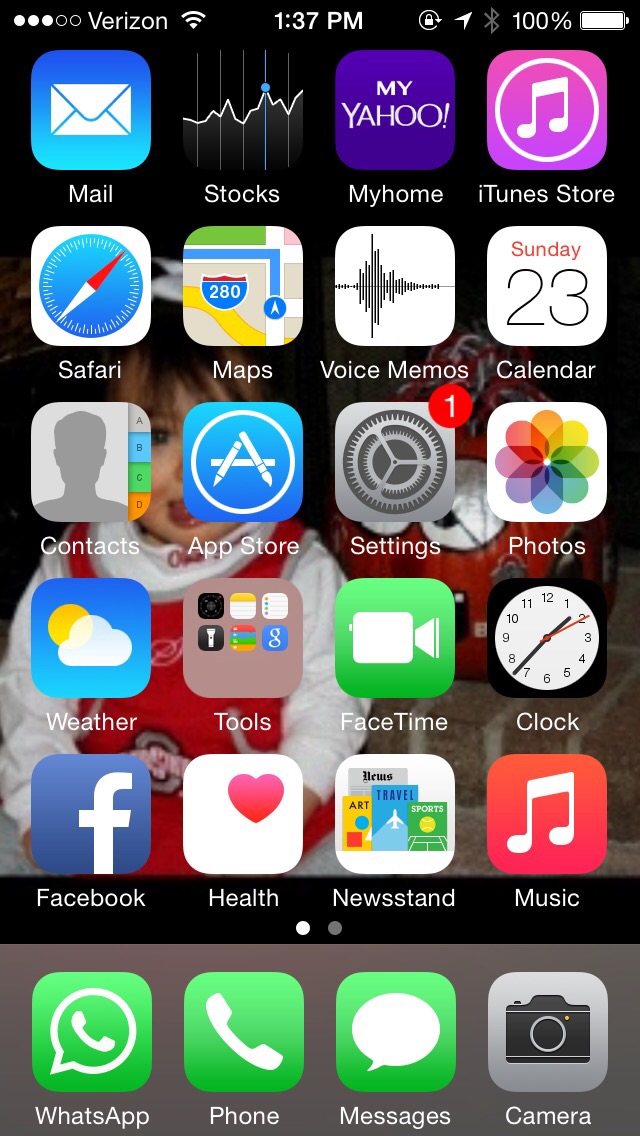 Verizon 1:37 PM 100%
MY
YAHOO!
Mail Stocks Myhome iTunes Store
280
Sunday
23
Safari Maps Voice Memos Calendar
1
A
B
C
D
Contacts App Store Settings Photos
12
11 1
10 2
9 3
8 4
7 5
6
Weather Tools FaceTime Clock
News
TRAVEL
ART
SPORTS
Facebook Health Newsstand Music
WhatsApp Phone Messages Camera